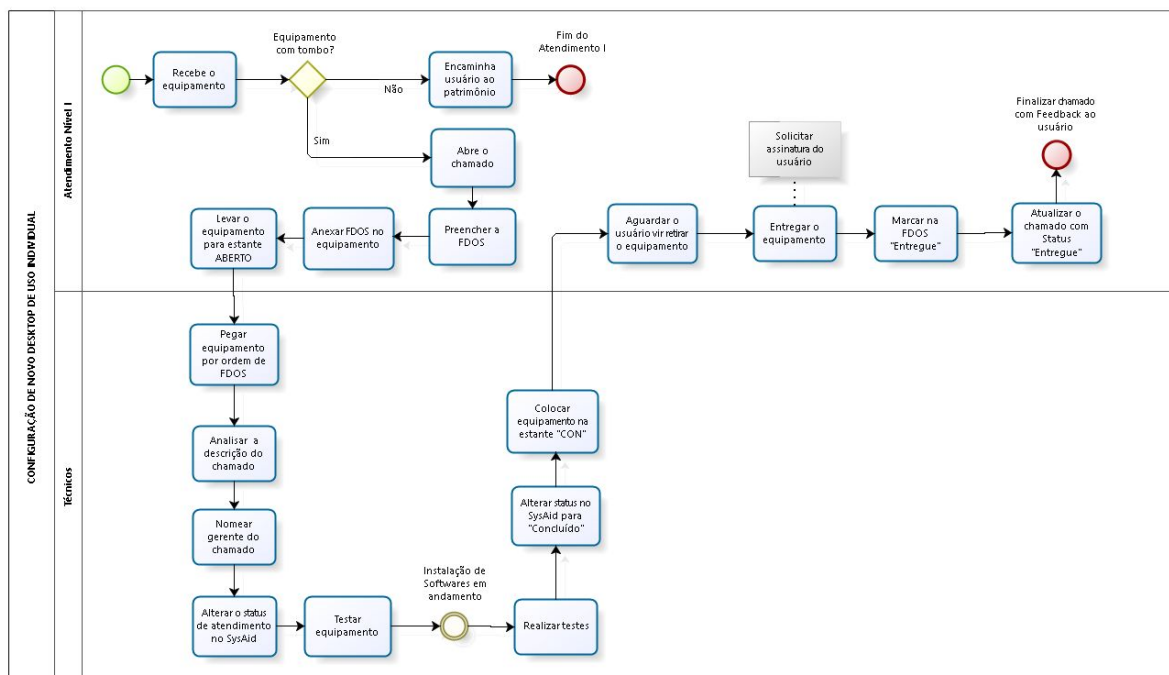 CONFIGURAÇÃO DE NOVO DESKTOP DE USO INDIVIDUAL
Atendimento Nível I
Recebe o
equipamento
Equipamento
com tombo?
Não
Sim
Encaminha
usuário ao
patrimônio
Fim do
Atendimento I
Abre o
chamado
Preencher a
FDOS
Anexar FDOS no
equipamento
Levar o
equipamento
para estante
ABERTO
Aguardar o
usuário vir retirar
o equipamento
Solicitar
assinatura do
usuário
Entregar o
equipamento
Marcar na
FDOS
"Entregue"
Atualizar o
chamado com
Status
"Entregue"
Finalizar chamado
com Feedback ao
usuário
Técnicos
Pegar
equipamento
por ordem de
FDOS
Analisar a
descrição do
chamado
Nomear
gerente do
chamado
Alterar o status
de atendimento
no SysAid
Testar
equipamento
Instalação de
Softwares em
andamento
Realizar testes
Alterar status no
SysAid para
"Concluído"
Colocar
equipamento na
estante "CON"